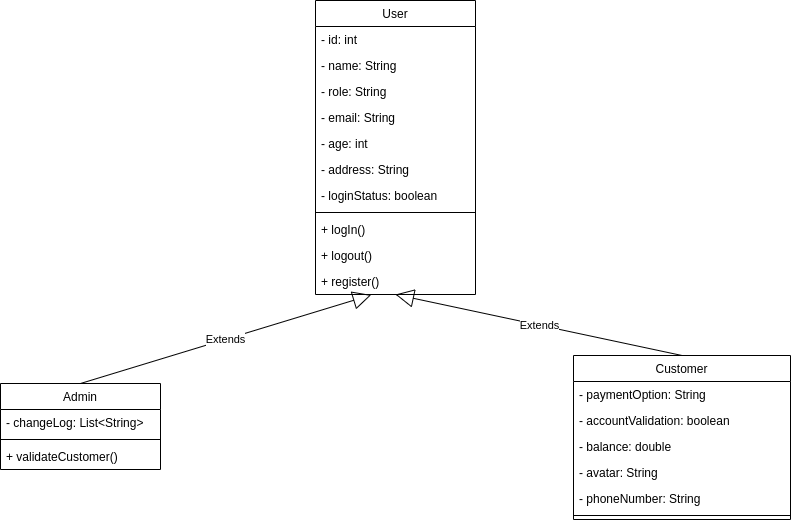 User
- id: int
- name: String
- role: String
- email: String
- age: int
- address: String
- loginStatus: boolean
+ logIn()
+ logout()
+ register()
Extends
Extends
Admin
- changeLog: List<String>
+ validateCustomer()
Customer
- paymentOption: String
- accountValidation: boolean
- balance: double
- avatar: String
- phoneNumber: String